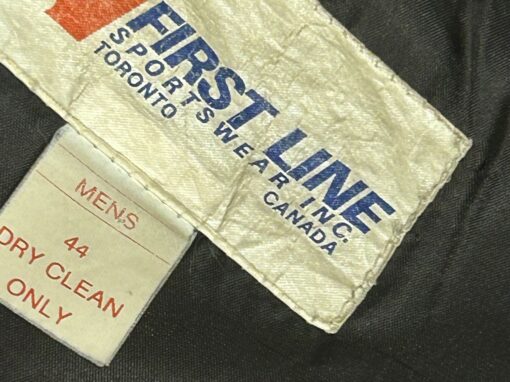 FIRST LINE
SPORTSWEAR INC.
TORONTO CANADA
MENS
44
DRY CLEAN
ONLY